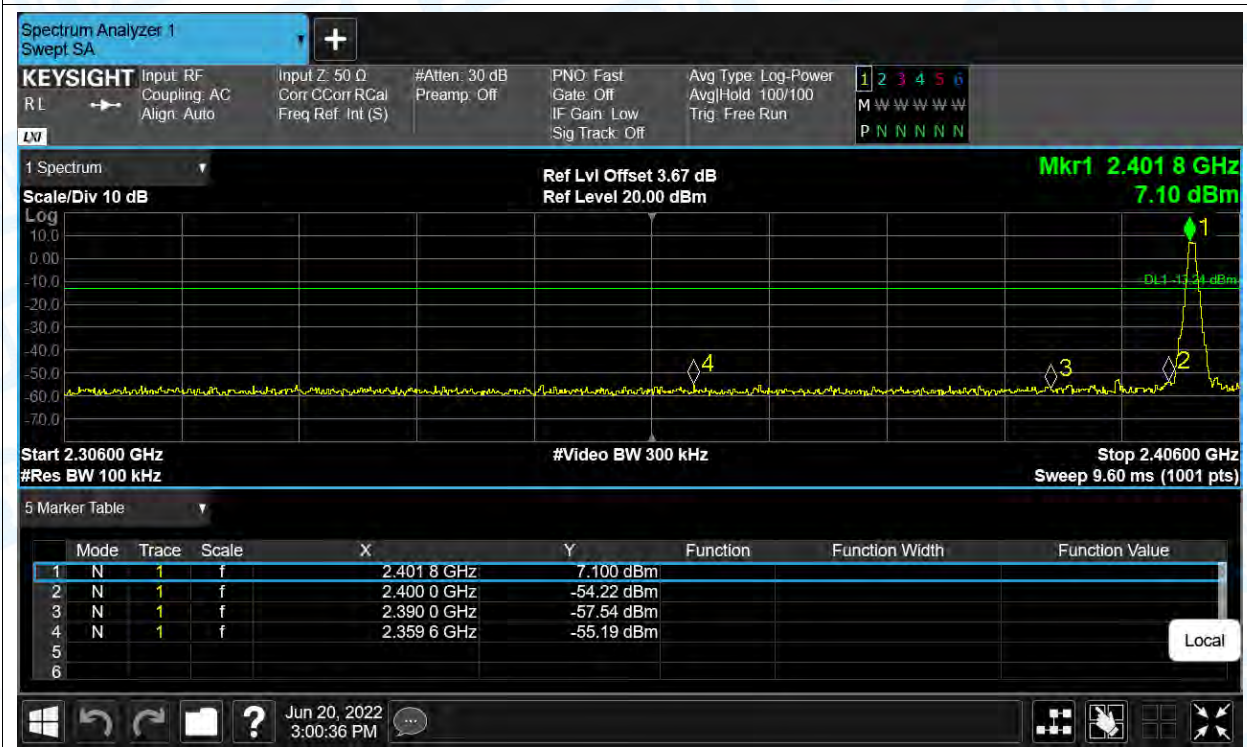 Spectrum Analyzer 1
Swept SA
+
KEYSIGHT Input: RF Input Z: 50 Ω #Atten: 30 dB PNO: Fast Avg Type: Log-Power 1 2 3 4 5 6
RL Coupling: AC Corr CCorr RCal Preamp: Off Gate: Off Avg|Hold: 100/100 M W W W W W
Align: Auto Freq Ref: Int (S) IF Gain: Low Trig: Free Run
LXI Sig Track: Off P N N N N N
1 Spectrum Ref Lvl Offset 3.67 dB Mkr1 2.401 8 GHz
Scale/Div 10 dB Ref Level 20.00 dBm 7.10 dBm
Log
1
10.0
0.00
-10.0 DL1 -13.24 dBm
-20.0
-30.0
-40.0
-50.0 4 3 2
-60.0
-70.0
Start 2.30600 GHz #Video BW 300 kHz Stop 2.40600 GHz
#Res BW 100 kHz Sweep 9.60 ms (1001 pts)
5 Marker Table
Mode Trace Scale X Y Function Function Width Function Value
1 N 1 f 2.401 8 GHz 7.100 dBm
2 N 1 f 2.400 0 GHz -54.22 dBm
3 N 1 f 2.390 0 GHz -57.54 dBm
4 N 1 f 2.359 6 GHz -55.19 dBm
5
6
Local
? Jun 20, 2022
3:00:36 PM